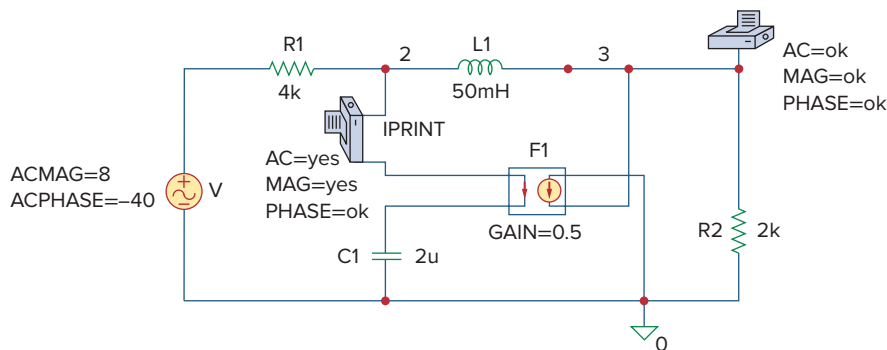 R1
4k
2
L1
50mH
3
AC=ok
MAG=ok
PHASE=ok
IPRINT
AC=yes
MAG=yes
PHASE=ok
ACMAG=8
ACPHASE=−40
V
F1
GAIN=0.5
R2
2k
C1
2u
0